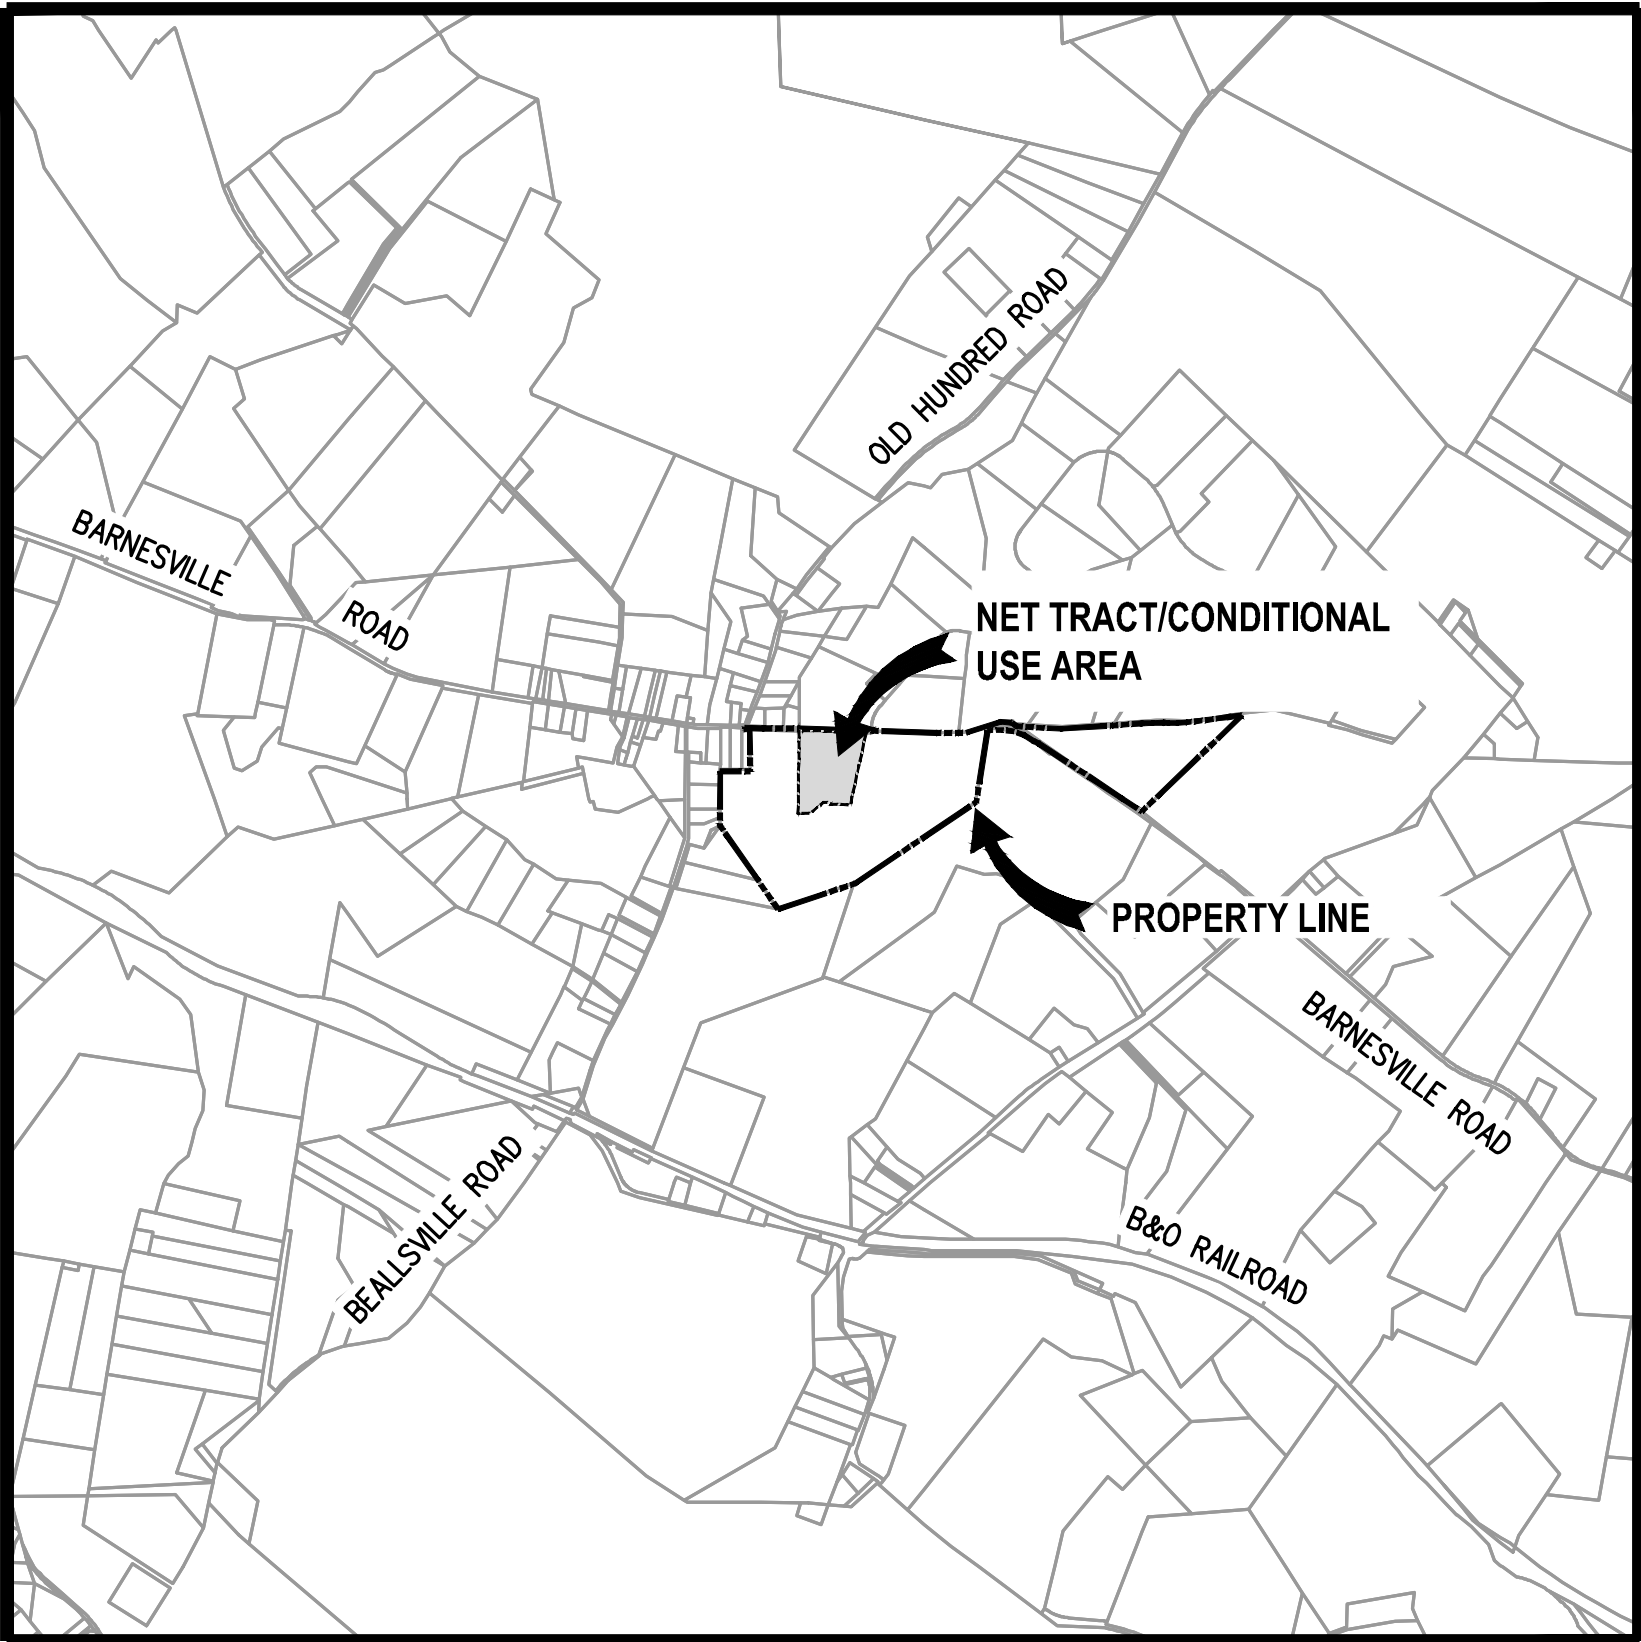 OLD HUNDRED ROAD
BARNESVILLE
ROAD
NET TRACT/CONDITIONAL
USE AREA
PROPERTY LINE
BARNESVILLE ROAD
BEALLSVILLE ROAD
B&O RAILROAD